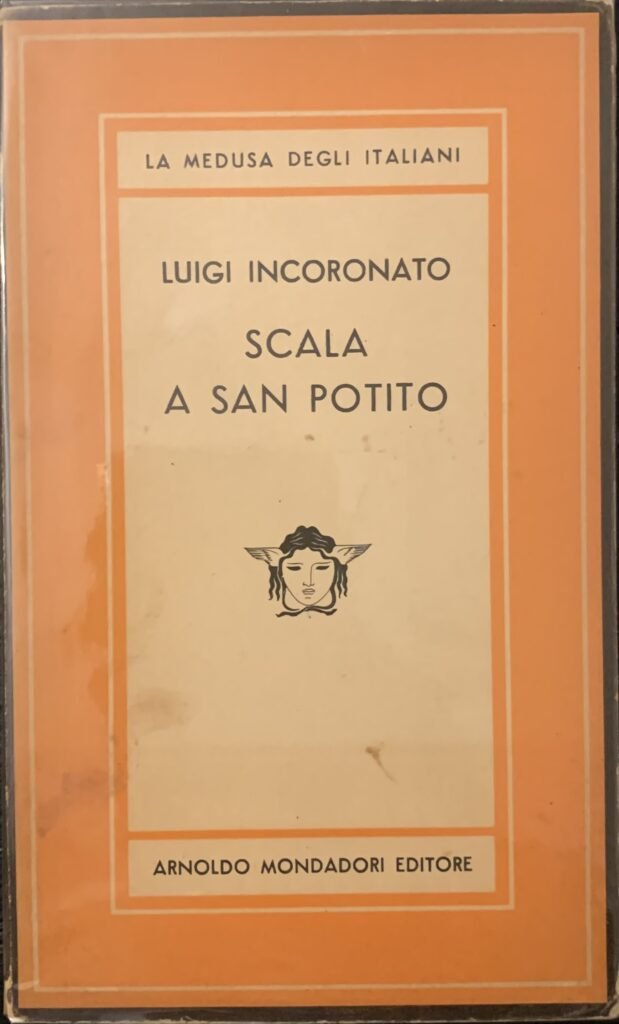 LA MEDUSA DEGLI ITALIANI
LUIGI INCORONATO
SCALA
A SAN POTITO
ARNOLDO MONDADORI EDITORE